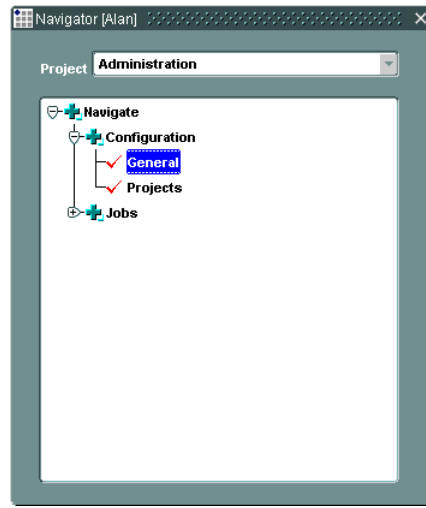 Navigator [Alan]
Project Administration
Navigate
Configuration
General
Projects
Jobs